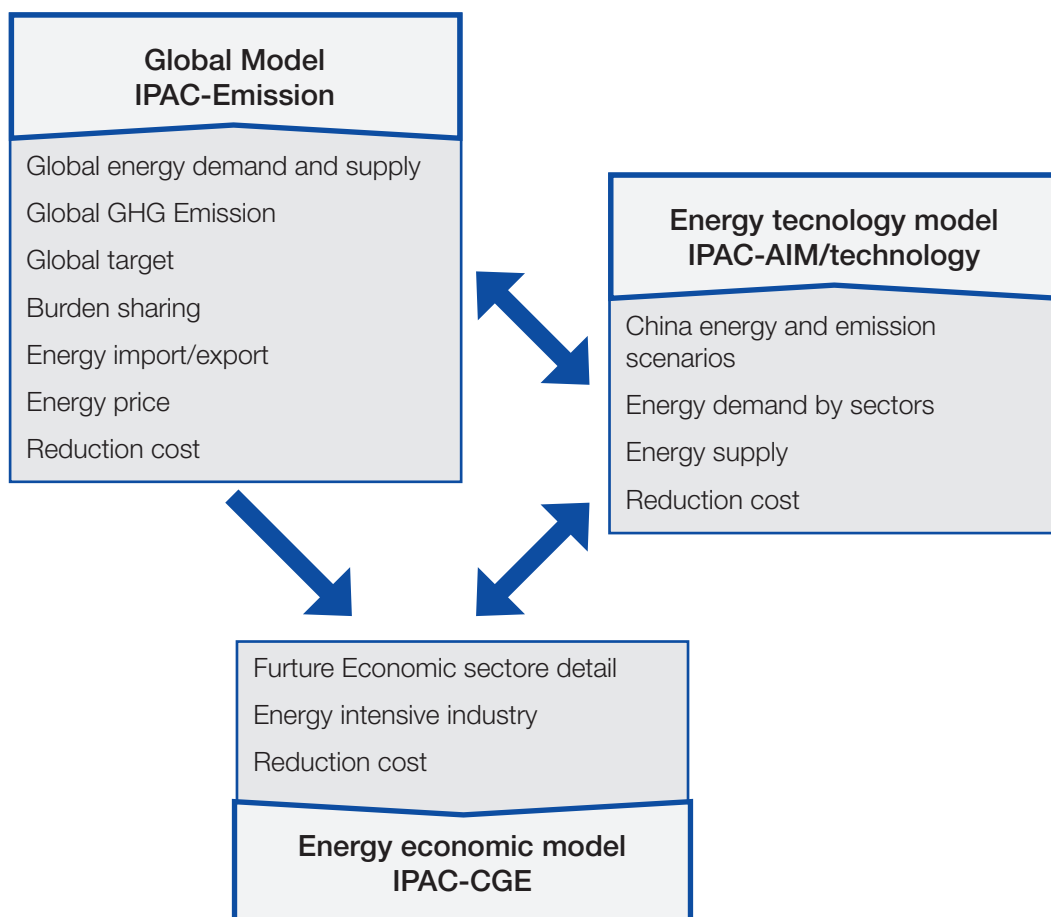 Global Model
IPAC-Emission
Global energy demand and supply
Global GHG Emission
Global target
Burden sharing
Energy import/export
Energy price
Reduction cost
Energy tecnology model
IPAC-AIM/technology
China energy and emission
scenarios
Energy demand by sectors
Energy supply
Reduction cost
Furture Economic sectore detail
Energy intensive industry
Reduction cost
Energy economic model
IPAC-CGE